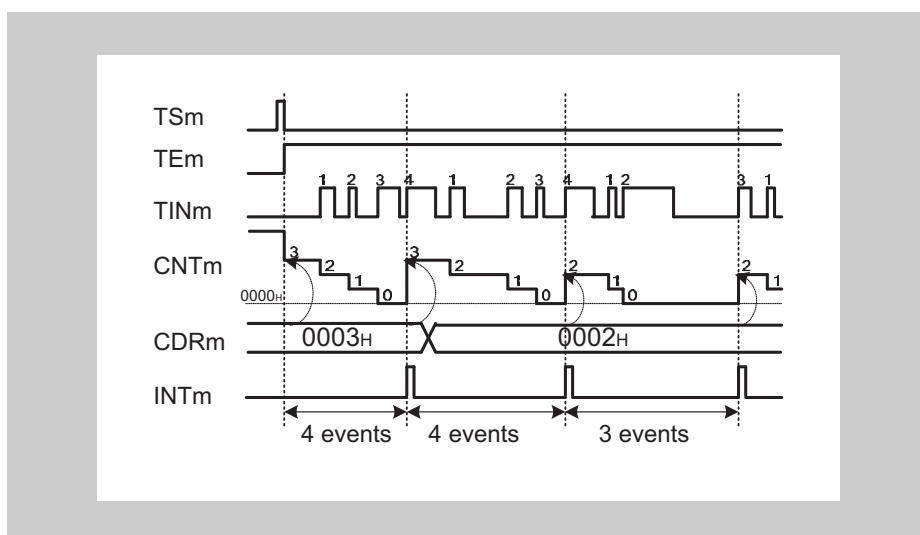 TSm
TEm
1 2 3 4 1 2 3 4 1 2 3 1
TINm
3 2 1 0 3 2 1 0 2 1 0 2 1
CNTm
0000H
CDRm 0003H 0002H
INTm
4 events 4 events 3 events